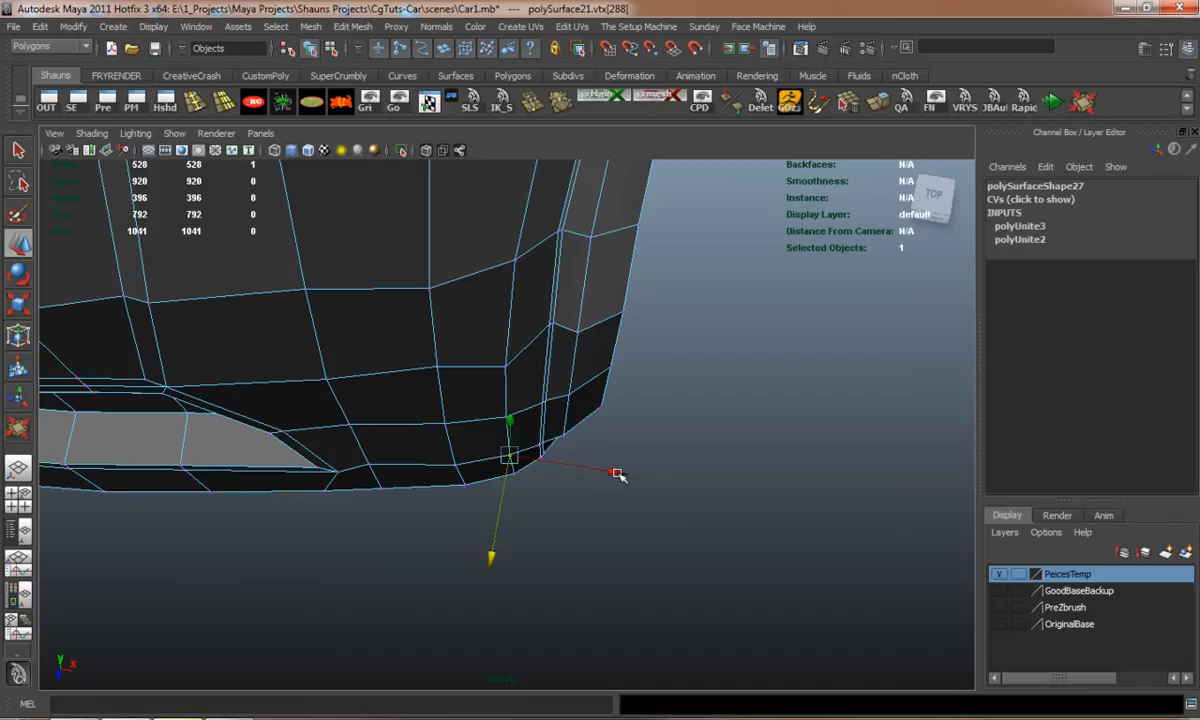 Autodesk Maya 2011 Hotfix 3 x64: E:\1_Projects\Maya Projects\Shauns Projects\CgTuts-Car\scenes\Car1.mb* --- polySurface21.vtx[288]
File Edit Modify Create Display Window Assets Select Mesh Edit Mesh Proxy Normals Color Create UVs Edit UVs The Setup Machine Sunday Fracture Muscle Help
Polygons Objects
Shauns FRYRENDER CreativeCrash CustomPoly SuperCrumbly Curves Surfaces Polygons Subdivs Deformation Animation Rendering Muscle Fluids nCloth
OUT SE Pre PM Hshd Gri Go SLS IK_S CPD Delet GOz3 QA FN VRYS JBAut Rapic
View Shading Lighting Show Renderer Panels
Channel Box / Layer Editor
Channels Edit Object Show
528 528 1
920 920 0
396 396 0
792 792 0
1041 1041 0
Backfaces: N/A
Smoothness: N/A
Instance: N/A
Display Layer: default
Distance From Camera: N/A
Selected Objects: 1
TOP
polySurfaceShape27
CVs (click to show)
INPUTS
polyUnite3
polyUnite2
Display Render Anim
Layers Options Help
V PeicesTemp
GoodBaseBackup
PreZbrush
OriginalBase
y x
MEL